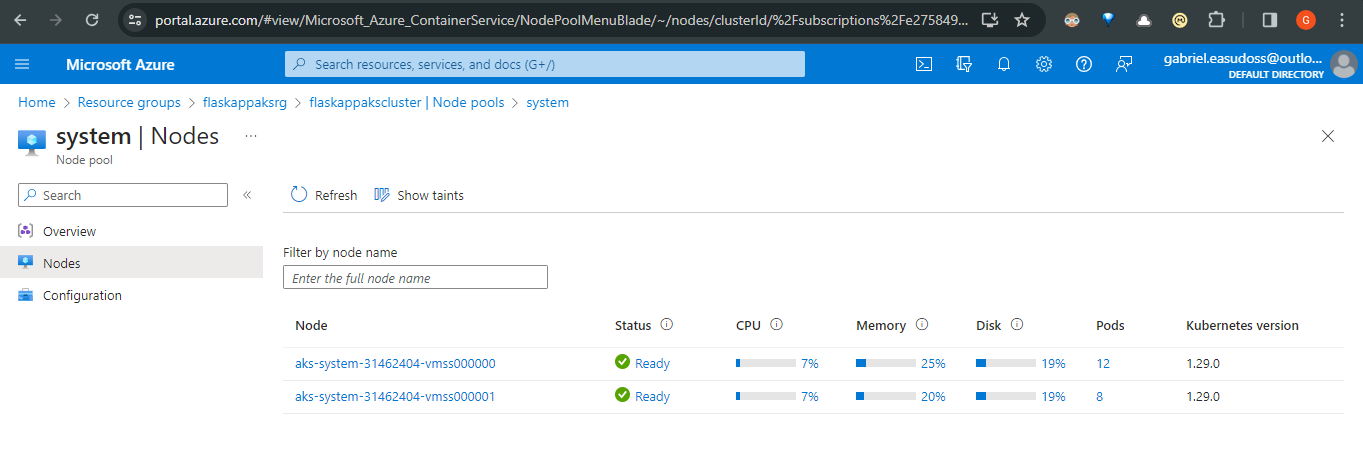 portal.azure.com/#view/Microsoft_Azure_ContainerService/NodePoolMenuBlade/~/nodes/clusterId/%2Fsubscriptions%2Fe275849...
G
Microsoft Azure
Search resources, services, and docs (G+/)
gabriel.easudoss@outlo...
DEFAULT DIRECTORY
Home > Resource groups > flaskappaksrg > flaskappakscluster | Node pools > system
system | Nodes ...
Node pool
Search
«
Refresh Show taints
Overview
Nodes
Configuration
Filter by node name
Enter the full node name
Node Status CPU Memory Disk Pods Kubernetes version
aks-system-31462404-vmss000000 Ready 7% 25% 19% 12 1.29.0
aks-system-31462404-vmss000001 Ready 7% 20% 19% 8 1.29.0